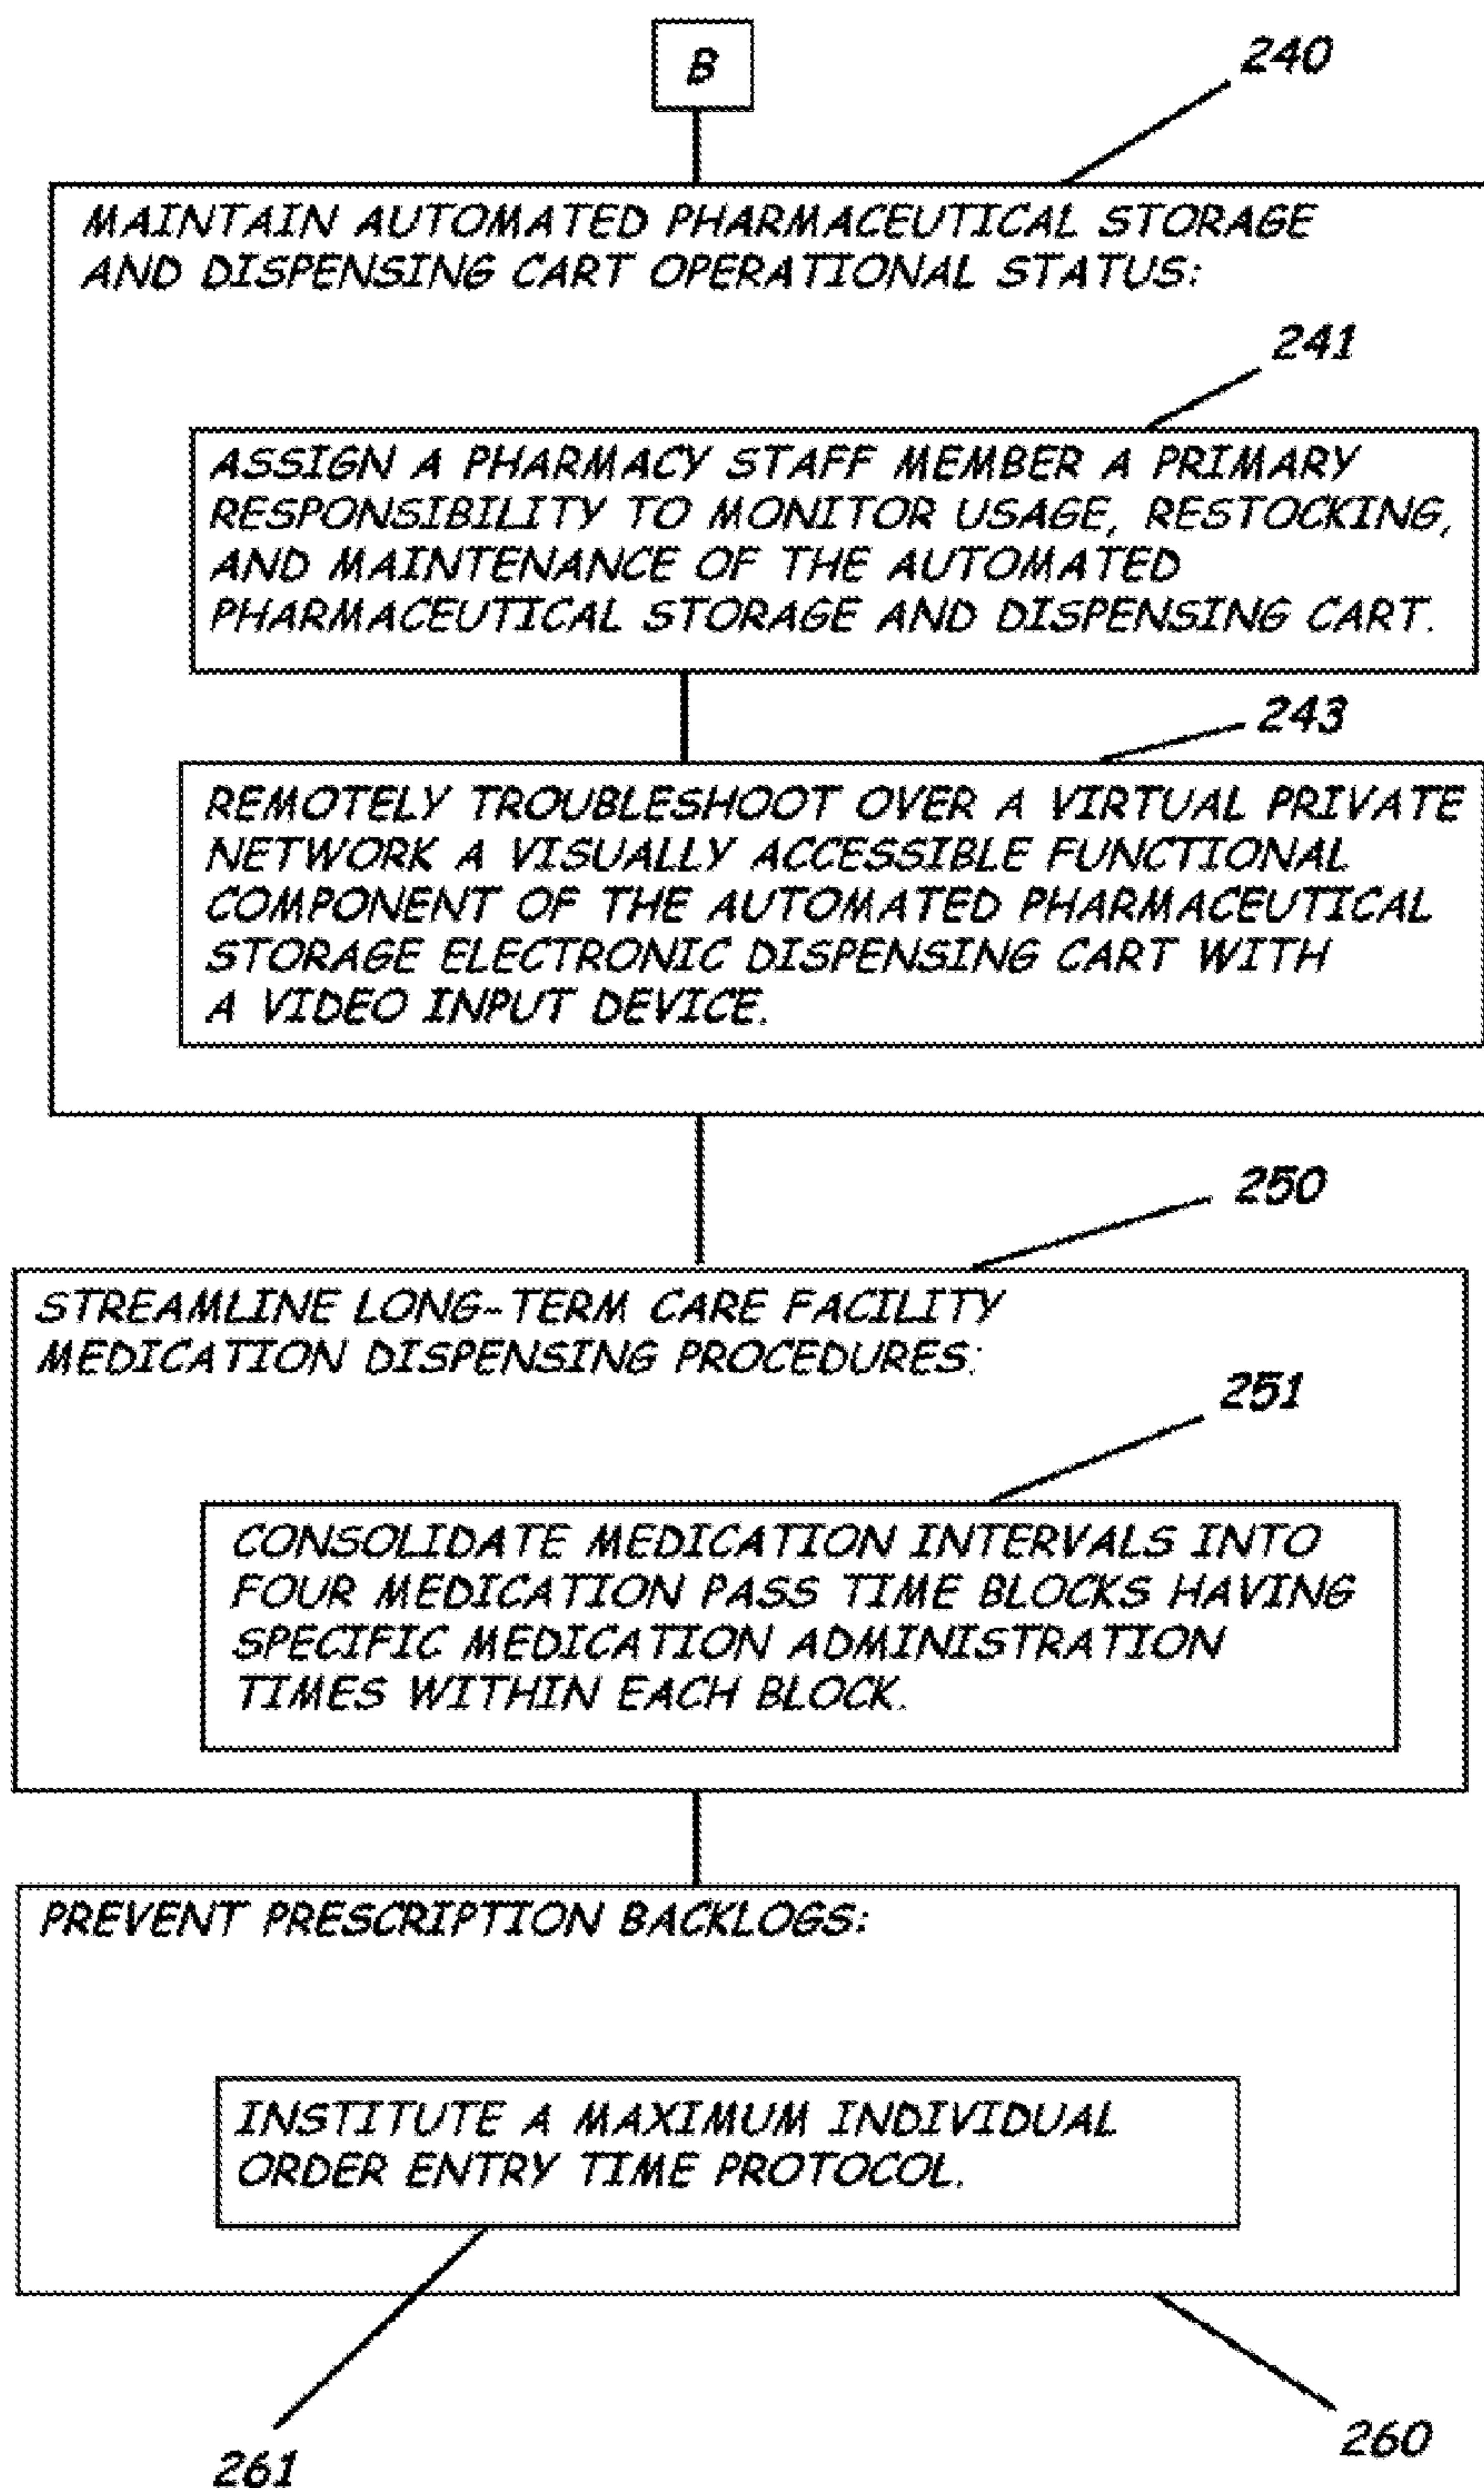 B
240
MAINTAIN AUTOMATED PHARMACEUTICAL STORAGE
AND DISPENSING CART OPERATIONAL STATUS:
241
ASSIGN A PHARMACY STAFF MEMBER A PRIMARY
RESPONSIBILITY TO MONITOR USAGE, RESTOCKING,
AND MAINTENANCE OF THE AUTOMATED
PHARMACEUTICAL STORAGE AND DISPENSING CART.
243
REMOTELY TROUBLESHOOT OVER A VIRTUAL PRIVATE
NETWORK A VISUALLY ACCESSIBLE FUNCTIONAL
COMPONENT OF THE AUTOMATED PHARMACEUTICAL
STORAGE ELECTRONIC DISPENSING CART WITH
A VIDEO INPUT DEVICE.
250
STREAMLINE LONG-TERM CARE FACILITY
MEDICATION DISPENSING PROCEDURES:
251
CONSOLIDATE MEDICATION INTERVALS INTO
FOUR MEDICATION PASS TIME BLOCKS HAVING
SPECIFIC MEDICATION ADMINISTRATION
TIMES WITHIN EACH BLOCK.
PREVENT PRESCRIPTION BACKLOGS:
INSTITUTE A MAXIMUM INDIVIDUAL
ORDER ENTRY TIME PROTOCOL.
260
261